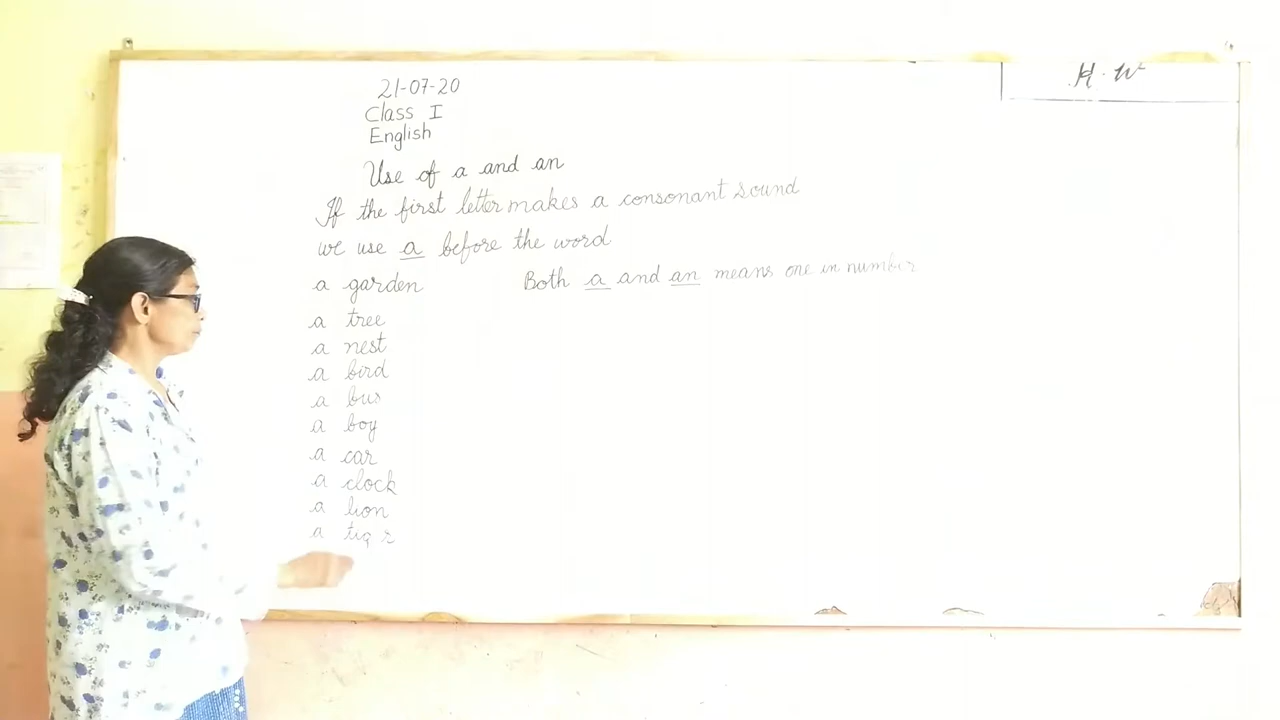 21-07-20
Class I
English
H.W
Use of a and an
If the first letter makes a consonant sound
we use a before the word
a garden
Both a and an means one in number
a tree
a nest
a bird
a bus
a boy
a car
a clock
a lion
a